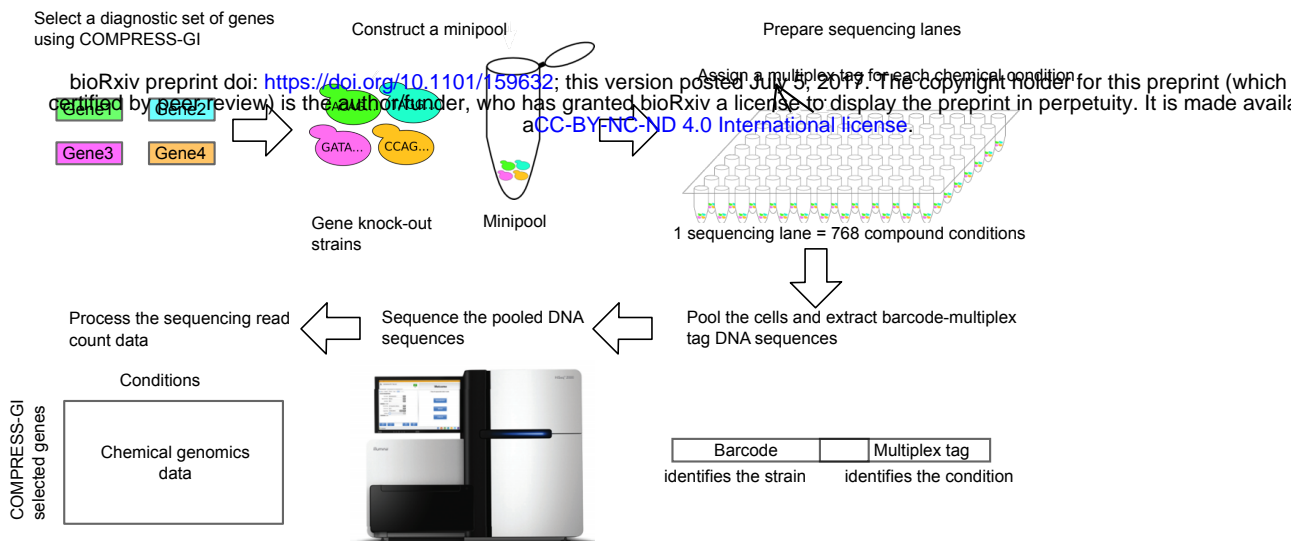 Select a diagnostic set of genes
using COMPRESS-GI
Construct a minipool
Prepare sequencing lanes
Assign a multiplex tag for each chemical condition
bioRxiv preprint doi: https://doi.org/10.1101/159632; this version posted July 5, 2017. The copyright holder for this preprint (which
certified by peer review) is the author/funder, who has granted bioRxiv a license to display the preprint in perpetuity. It is made availa
aCC-BY-NC-ND 4.0 International license.
Gene1 Gene2
Gene3 Gene4
GATA... CCAG...
Gene knock-out
strains
Minipool
1 sequencing lane = 768 compound conditions
Process the sequencing read
count data
Sequence the pooled DNA
sequences
Pool the cells and extract barcode-multiplex
tag DNA sequences
Conditions
COMPRESS-GI
selected genes
Chemical genomics
data
Barcode Multiplex tag
identifies the strain identifies the condition